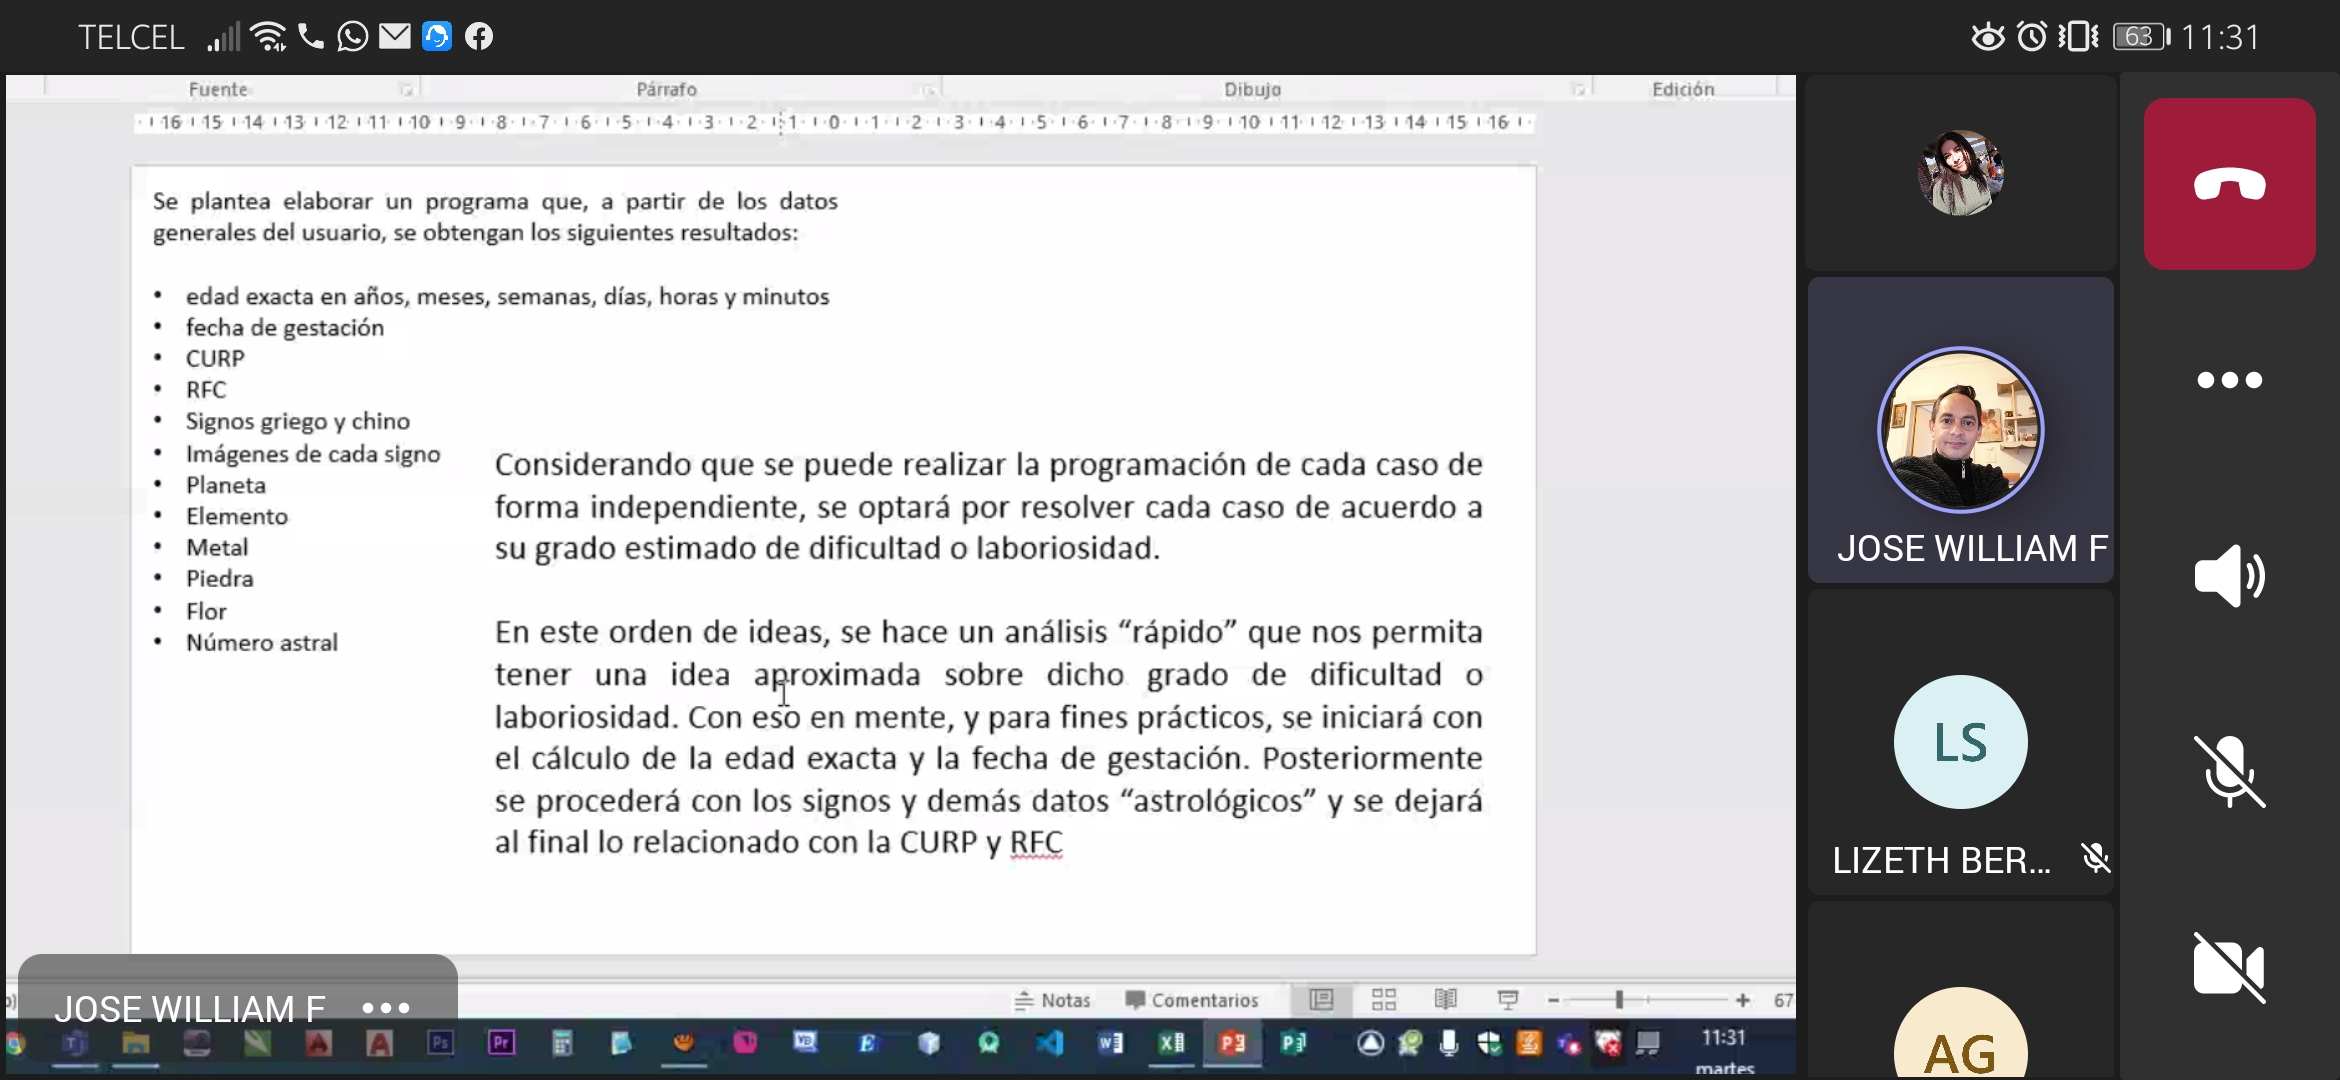 TELCEL
63 11:31
Fuente Párrafo Dibujo Edición
16 15 14 13 12 11 10 9 8 7 6 5 4 3 2 1 0 1 2 3 4 5 6 7 8 9 10 11 12 13 14 15 16
Se plantea elaborar un programa que, a partir de los datos
generales del usuario, se obtengan los siguientes resultados:
• edad exacta en años, meses, semanas, días, horas y minutos
• fecha de gestación
• CURP
• RFC
• Signos griego y chino
• Imágenes de cada signo
• Planeta
• Elemento
• Metal
• Piedra
• Flor
• Número astral
Considerando que se puede realizar la programación de cada caso de
forma independiente, se optará por resolver cada caso de acuerdo a
su grado estimado de dificultad o laboriosidad.
En este orden de ideas, se hace un análisis “rápido” que nos permita
tener una idea aproximada sobre dicho grado de dificultad o
laboriosidad. Con eso en mente, y para fines prácticos, se iniciará con
el cálculo de la edad exacta y la fecha de gestación. Posteriormente
se procederá con los signos y demás datos “astrológicos” y se dejará
al final lo relacionado con la CURP y RFC
JOSE WILLIAM F
LS
LIZETH BER...
AG
JOSE WILLIAM F
Notas Comentarios 67
Ps Pr VB E
11:31
martes